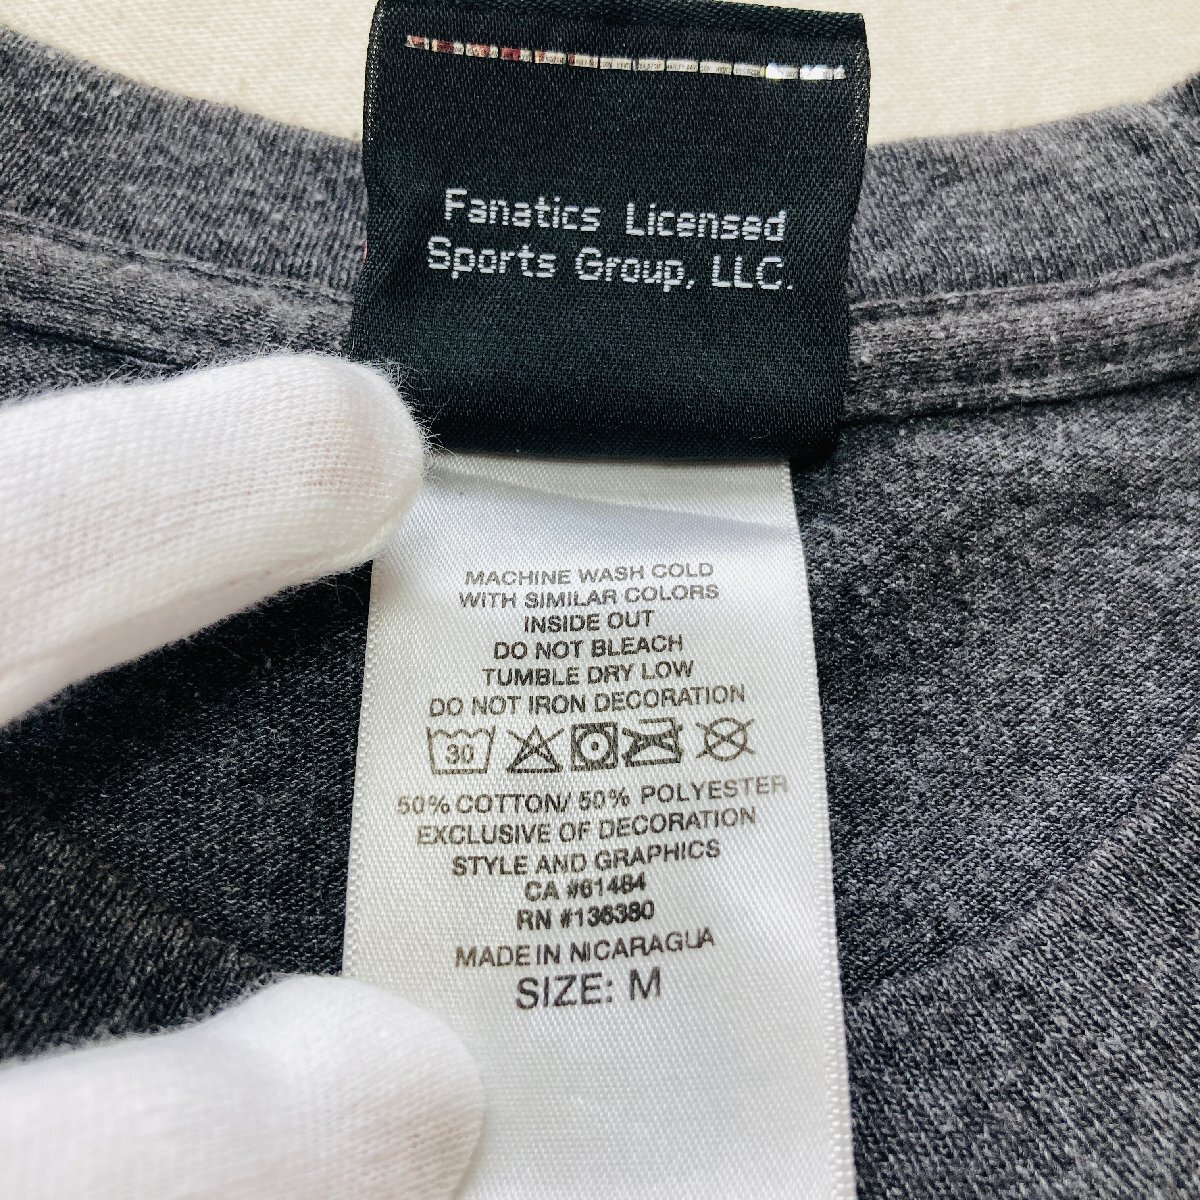 Fanatics Licensed
Sports Group, LLC.
MACHINE WASH COLD
WITH SIMILAR COLORS
INSIDE OUT
DO NOT BLEACH
TUMBLE DRY LOW
DO NOT IRON DECORATION
30
50% COTTON/ 50% POLYESTER
EXCLUSIVE OF DECORATION
STYLE AND GRAPHICS
CA #61484
RN #136380
MADE IN NICARAGUA
SIZE: M